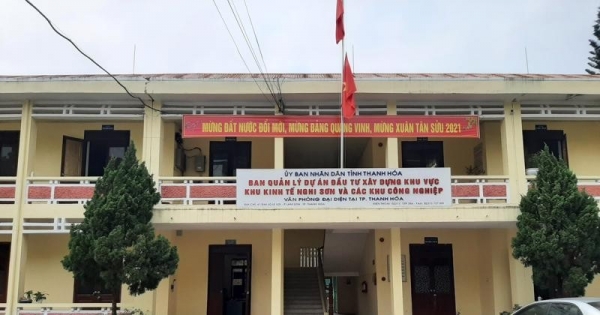 MỪNG ĐẤT NƯỚC ĐỔI MỚI, MỪNG ĐẢNG QUANG VINH, MỪNG XUÂN TÂN SỬU 2021
ỦY BAN NHÂN DÂN TỈNH THANH HÓA
BAN QUẢN LÝ DỰ ÁN ĐẦU TƯ XÂY DỰNG KHU VỰC
KHU KINH TẾ NGHI SƠN VÀ CÁC KHU CÔNG NGHIỆP
VĂN PHÒNG ĐẠI DIỆN TẠI TP. THANH HÓA